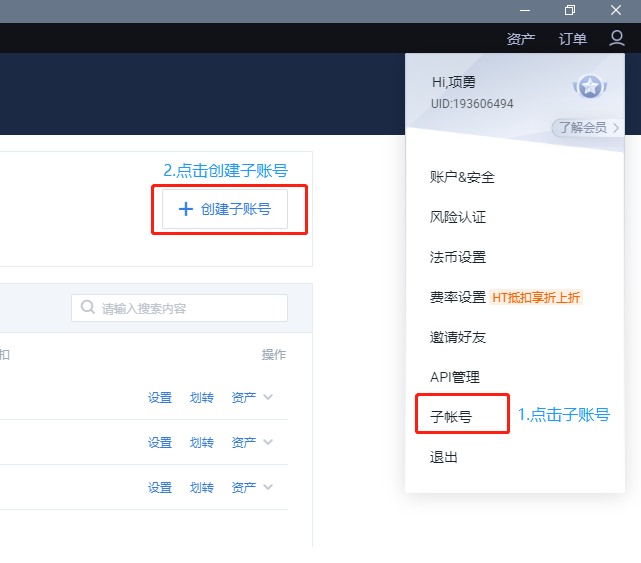 资产 订单
Hi,项勇
UID:193606494
了解会员
2.点击创建子账号
创建子账号
账户&安全
风险认证
法币设置
费率设置 HT抵扣享折上折
邀请好友
API管理
子帐号
1.点击子账号
退出
请输入搜索内容
扣 操作
设置 划转 资产
设置 划转 资产
设置 划转 资产